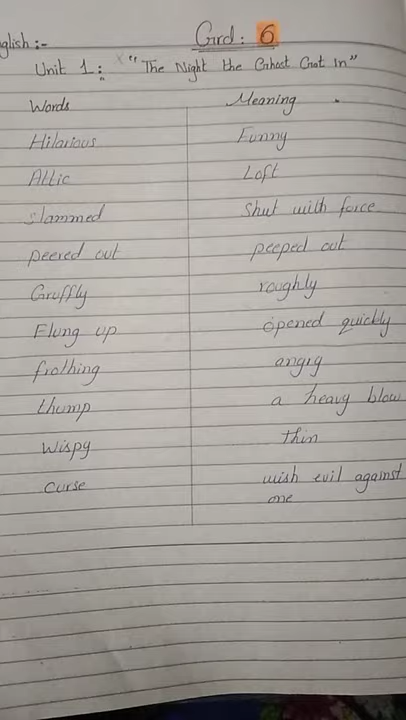 glish :-
Grd: 6
Unit 1: "The Night the Ghost Got In"
Words Meaning
Hilarious Funny
Attic Loft
Slammed Shut with force
peered out peeped out
Gruffly roughly
Flung up opened quickly
frothing angry
thump a heavy blow
Wispy thin
Curse wish evil against
one